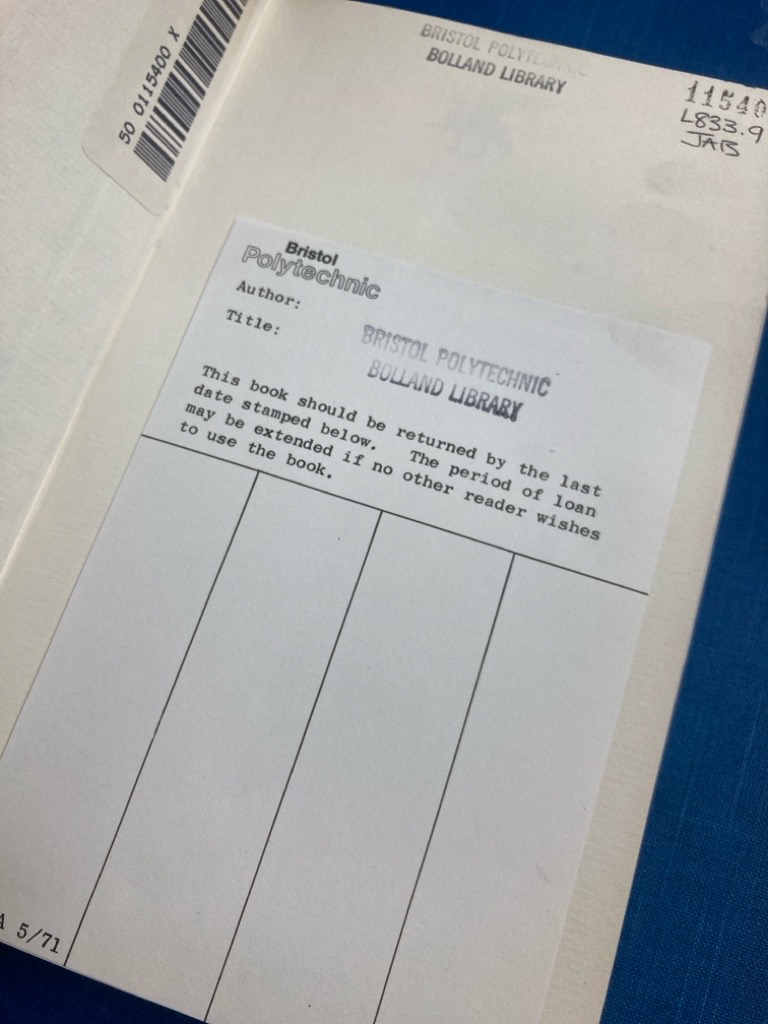 50 0115400 X
BRISTOL POLYTECHNIC
BOLLAND LIBRARY
11540
L833.9
JAB
Bristol
Polytechnic
Author:
Title:
BRISTOL POLYTECHNIC
BOLLAND LIBRARY
This book should be returned by the last
date stamped below. The period of loan
may be extended if no other reader wishes
to use the book.
A 5/71